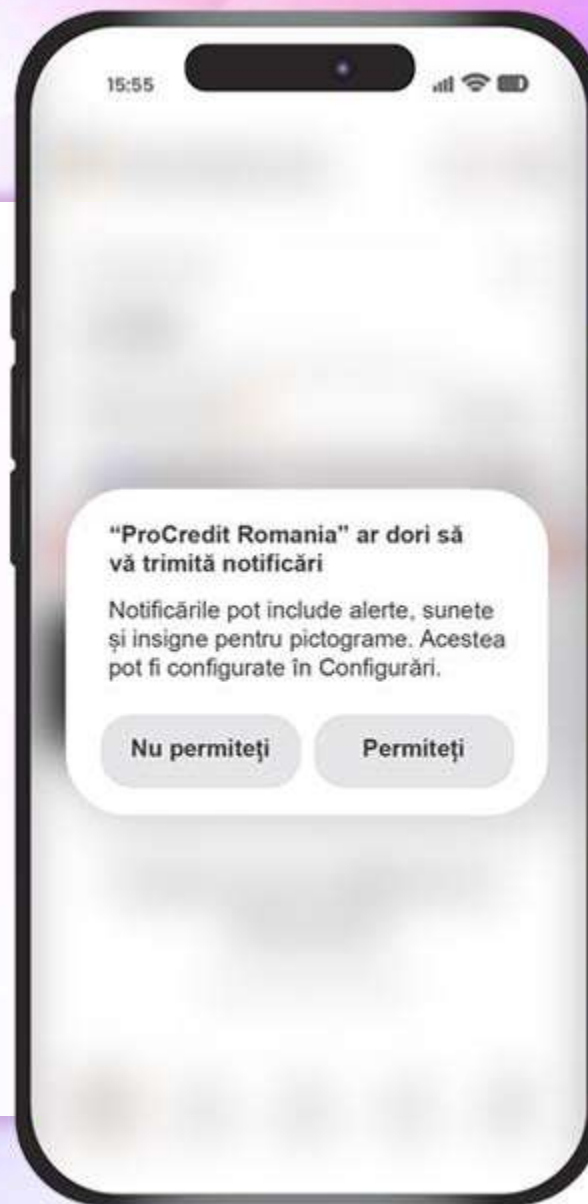 15:55
“ProCredit Romania” ar dori să
vă trimită notificări
Notificările pot include alerte, sunete
și insigne pentru pictograme. Acestea
pot fi configurate în Configurări.
Nu permiteți
Permiteți